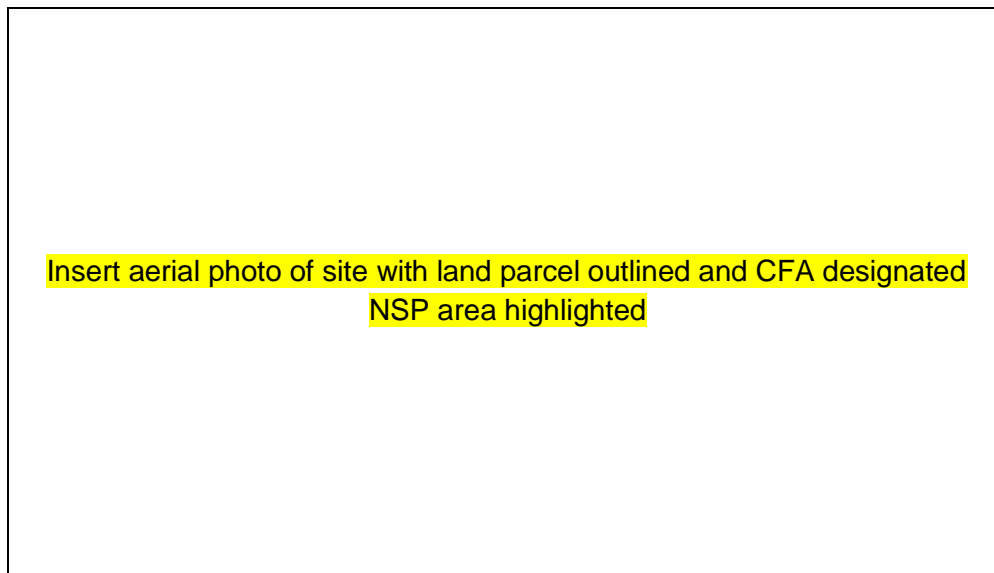 Insert aerial photo of site with land parcel outlined and CFA designated
NSP area highlighted